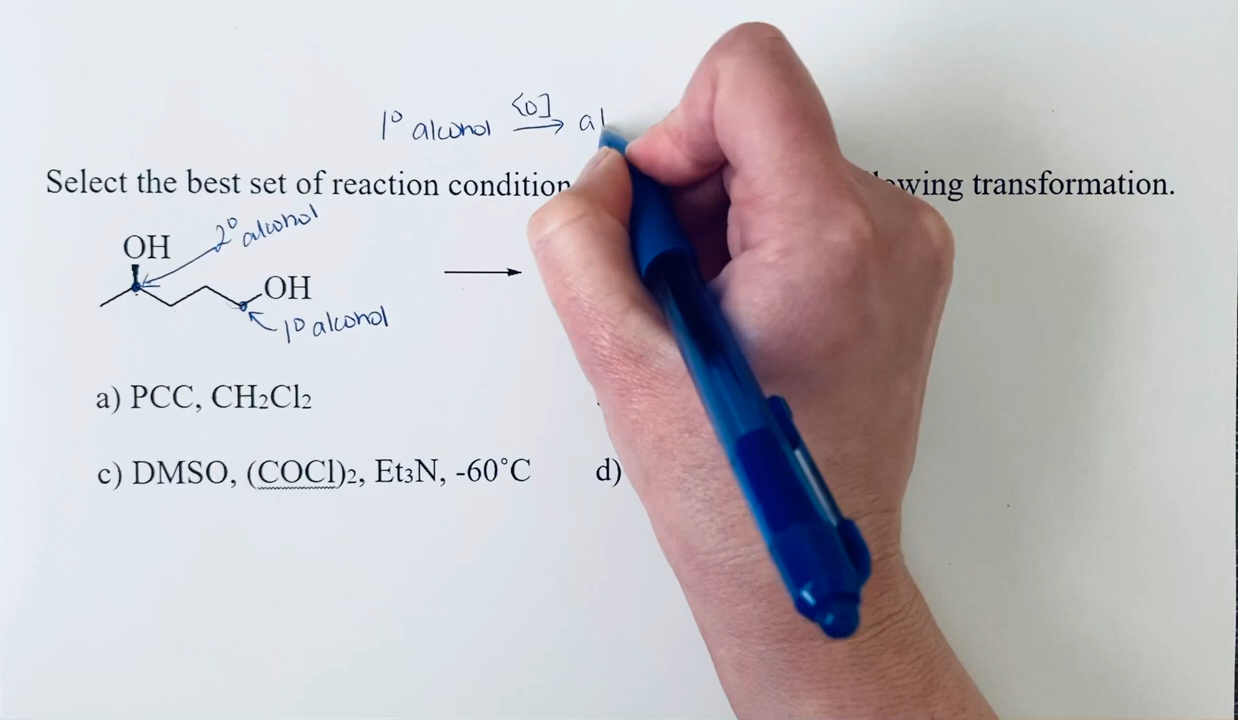 1° alcohol [O] → al
Select the best set of reaction condition owing transformation.
2° alcohol
OH
OH
1° alcohol
a) PCC, CH₂Cl₂
c) DMSO, (COCl)₂, Et₃N, -60°C d)